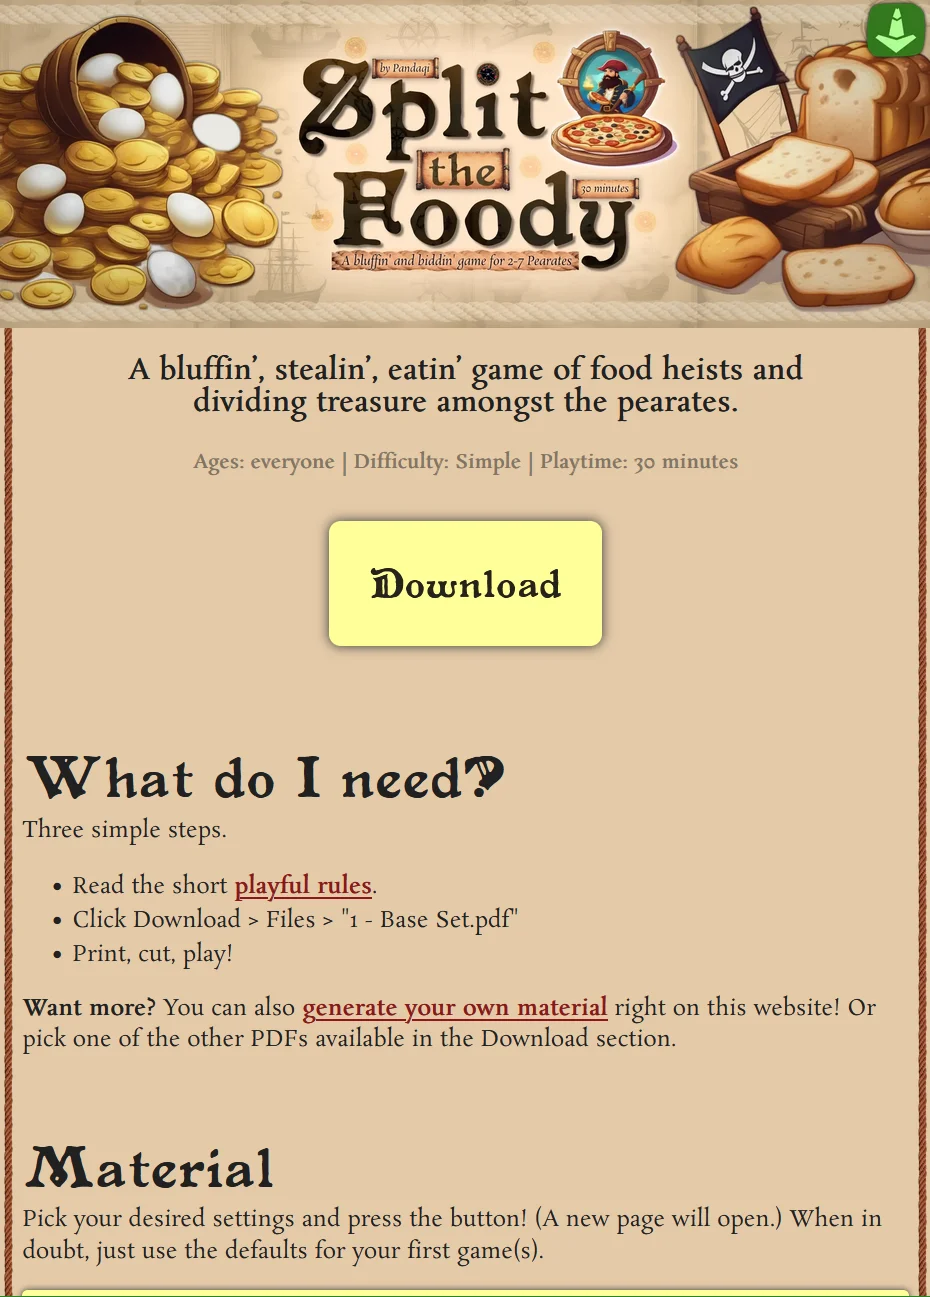 by Pandaqi
Split
the
30 minutes
Foody
A bluffin' and biddin' game for 2-7 Pearates
A bluffin’, stealin’, eatin’ game of food heists and
dividing treasure amongst the pearates.
Ages: everyone | Difficulty: Simple | Playtime: 30 minutes
Download
What do I need?
Three simple steps.
• Read the short playful rules.
• Click Download > Files > "1 - Base Set.pdf"
• Print, cut, play!
Want more? You can also generate your own material right on this website! Or
pick one of the other PDFs available in the Download section.
Material
Pick your desired settings and press the button! (A new page will open.) When in
doubt, just use the defaults for your first game(s).